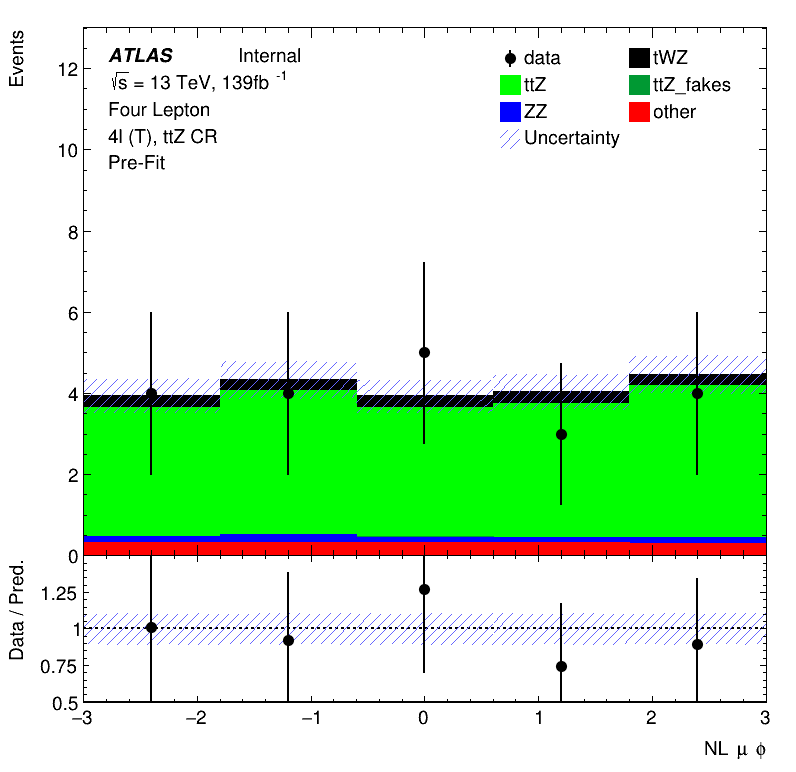 Events
12
10
8
6
4
2
0
ATLAS Internal
√s = 13 TeV, 139fb -1
Four Lepton
4l (T), ttZ CR
Pre-Fit
data
tWZ
ttZ
ttZ_fakes
ZZ
other
Uncertainty
Data / Pred.
1.25
1
0.75
0.5
−3 −2 −1 0 1 2 3
NL μ ϕ